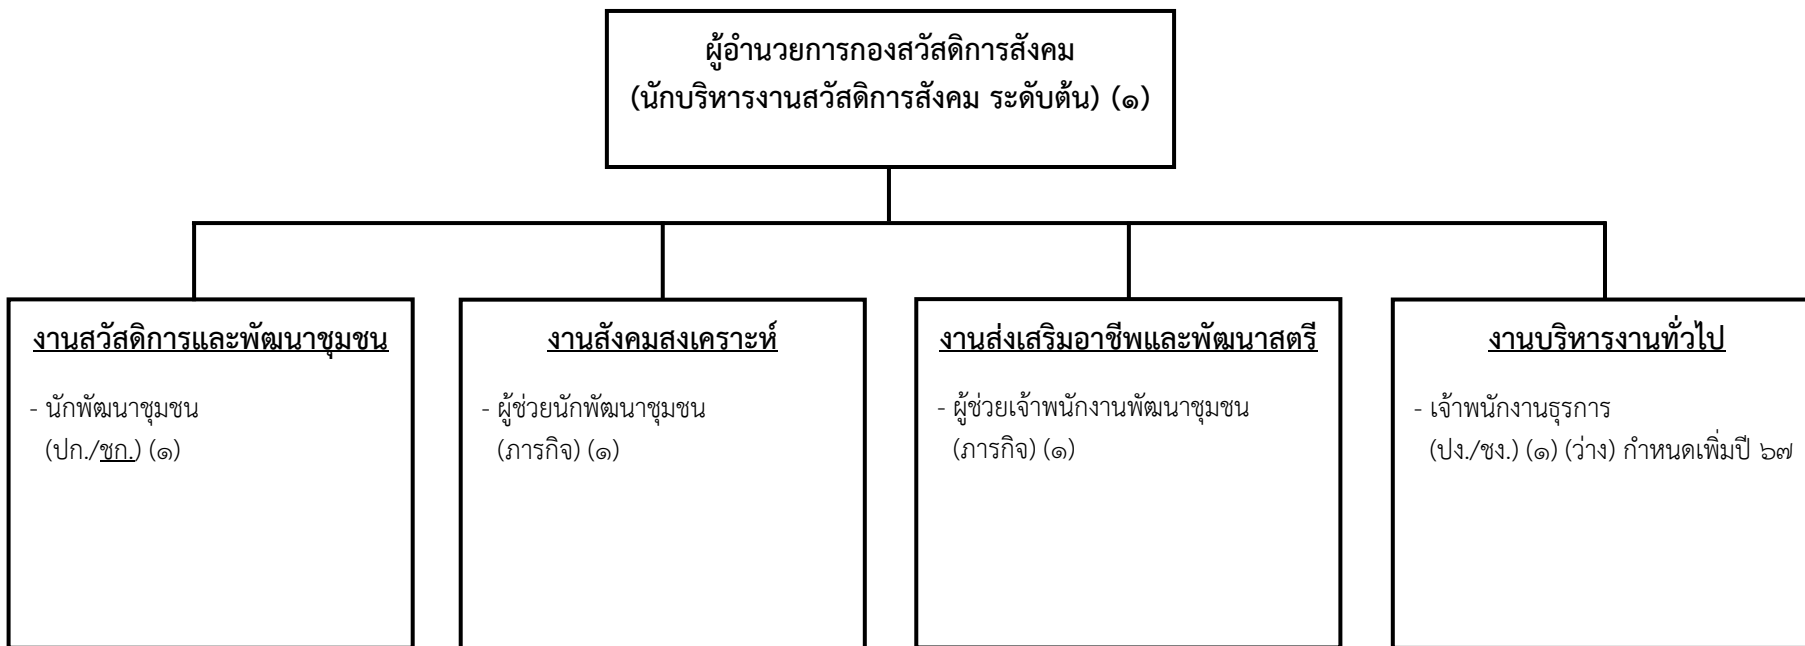 ผู้อำนวยการกองสวัสดิการสังคม
(นักบริหารงานสวัสดิการสังคม ระดับต้น) (๑)
งานสวัสดิการและพัฒนาชุมชน
- นักพัฒนาชุมชน
(ปก./ชก.) (๑)
งานสังคมสงเคราะห์
- ผู้ช่วยนักพัฒนาชุมชน
(ภารกิจ) (๑)
งานส่งเสริมอาชีพและพัฒนาสตรี
- ผู้ช่วยเจ้าพนักงานพัฒนาชุมชน
(ภารกิจ) (๑)
งานบริหารงานทั่วไป
- เจ้าพนักงานธุรการ
(ปง./ชง.) (๑) (ว่าง) กำหนดเพิ่มปี ๖๗